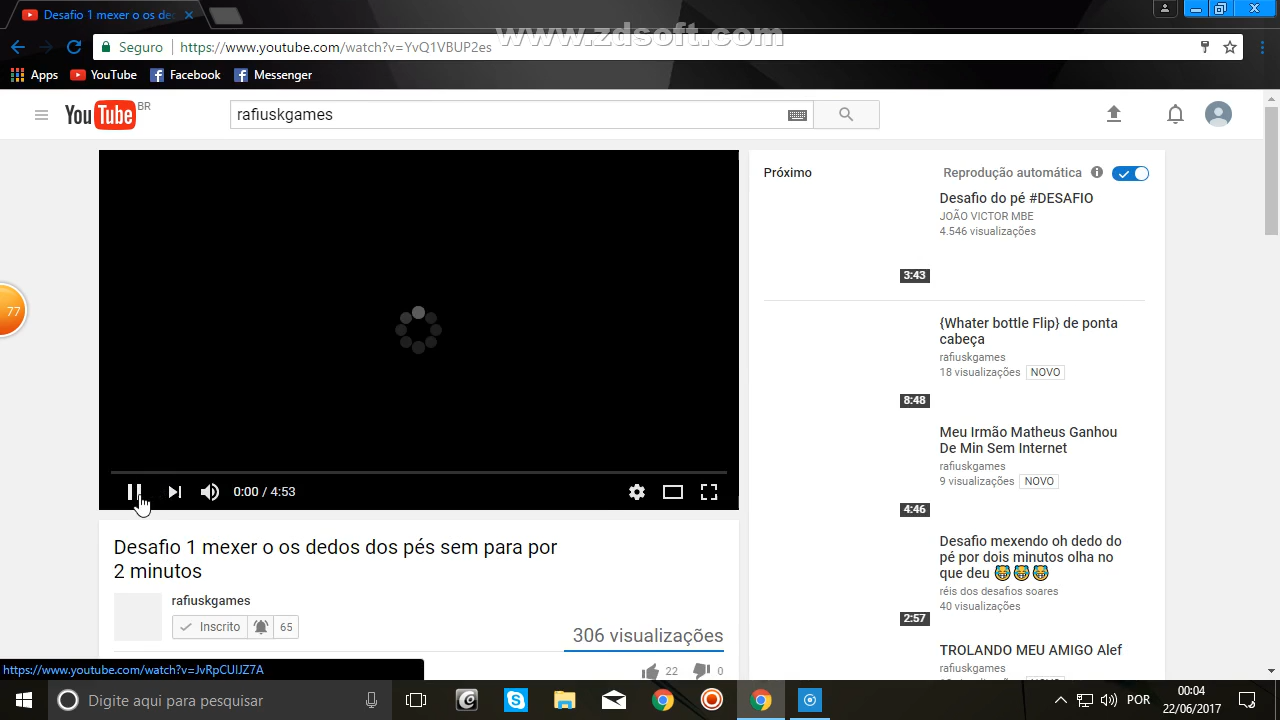 Desafio 1 mexer o os de
www.zdsoft.com
Seguro
https://www.youtube.com/watch?v=YvQ1VBUP2es
Apps
YouTube
Facebook
Messenger
YouTube BR
rafiuskgames
Próximo
Reprodução automática
Desafio do pé #DESAFIO
JOÃO VICTOR MBE
4.546 visualizações
3:43
77
{Whater bottle Flip} de ponta
cabeça
rafiuskgames
18 visualizações NOVO
8:48
Meu Irmão Matheus Ganhou
De Min Sem Internet
rafiuskgames
9 visualizações NOVO
4:46
0:00 / 4:53
Desafio mexendo oh dedo do
pé por dois minutos olha no
que deu
réis dos desafios soares
40 visualizações
2:57
Desafio 1 mexer o os dedos dos pés sem para por
2 minutos
rafiuskgames
Inscrito 65
306 visualizações
22 0
TROLANDO MEU AMIGO Alef
rafiuskgames
https://www.youtube.com/watch?v=JvRpCUlJZ7A
Digite aqui para pesquisar
POR
00:04
22/06/2017